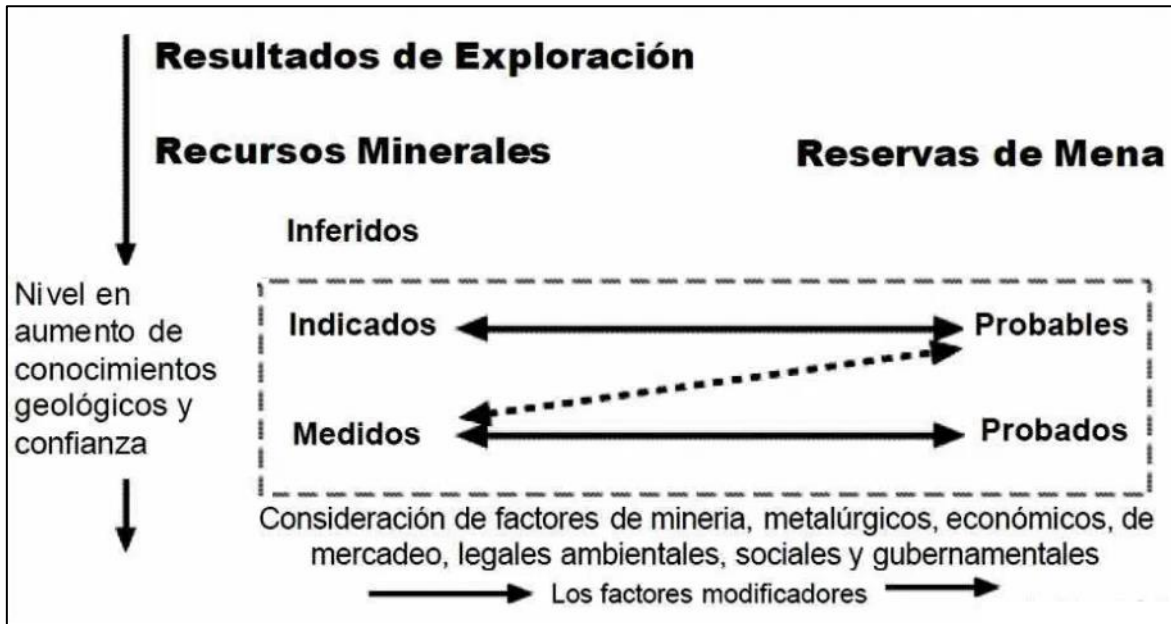 Resultados de Exploración
Recursos Minerales
Reservas de Mena
Inferidos
Nivel en
aumento de
conocimientos
geológicos y
confianza
Indicados
Probables
Medidos
Probados
Consideración de factores de mineria, metalúrgicos, económicos, de
mercadeo, legales ambientales, sociales y gubernamentales
Los factores modificadores